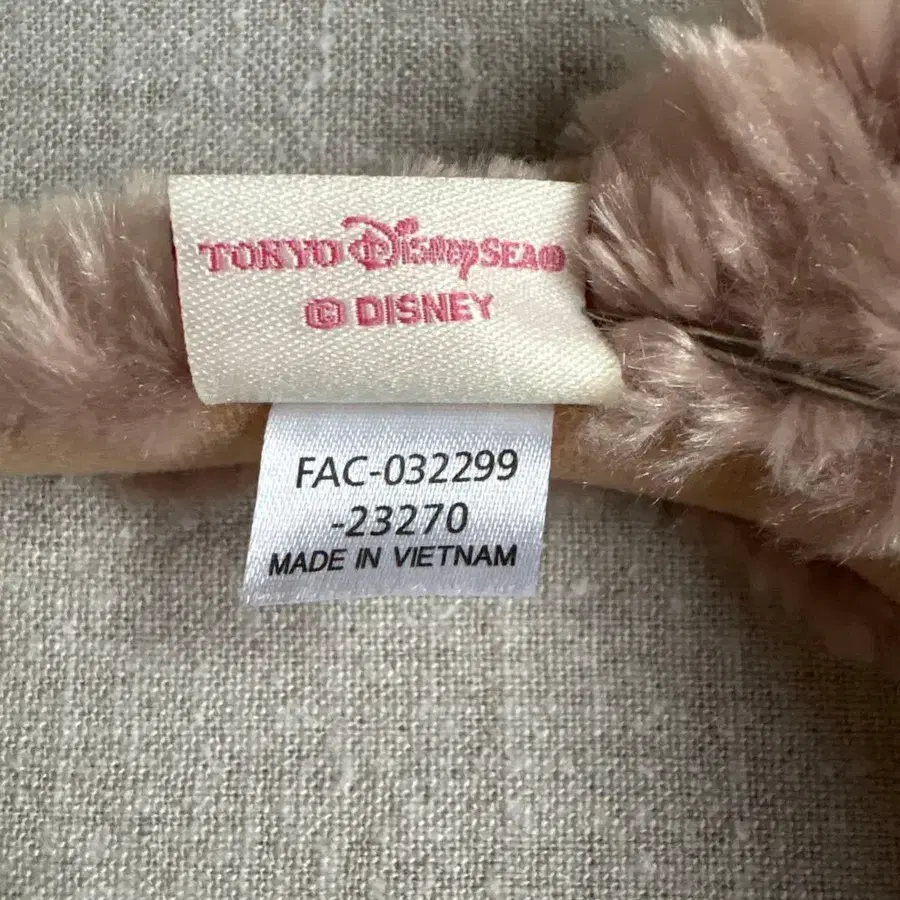 TOKYO DisneySEA®
© DISNEY
FAC-032299
-23270
MADE IN VIETNAM